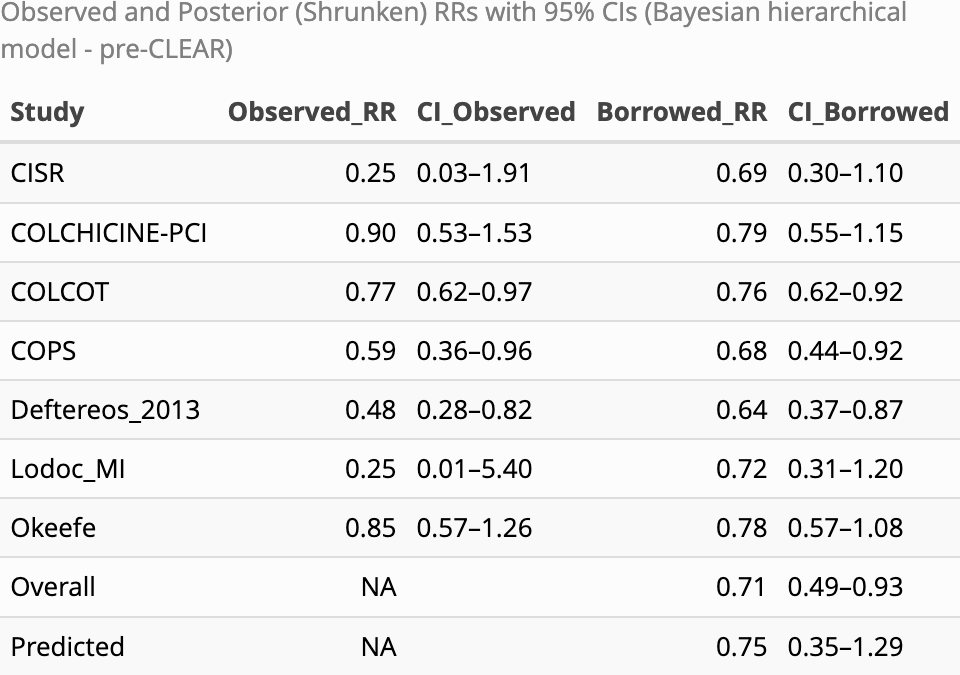 Observed and Posterior (Shrunken) RRs with 95% CIs (Bayesian hierarchical
model - pre-CLEAR)
Study Observed_RR CI_Observed Borrowed_RR CI_Borrowed
CISR 0.25 0.03–1.91 0.69 0.30–1.10
COLCHICINE-PCI 0.90 0.53–1.53 0.79 0.55–1.15
COLCOT 0.77 0.62–0.97 0.76 0.62–0.92
COPS 0.59 0.36–0.96 0.68 0.44–0.92
Deftereos_2013 0.48 0.28–0.82 0.64 0.37–0.87
Lodoc_MI 0.25 0.01–5.40 0.72 0.31–1.20
Okeefe 0.85 0.57–1.26 0.78 0.57–1.08
Overall NA 0.71 0.49–0.93
Predicted NA 0.75 0.35–1.29